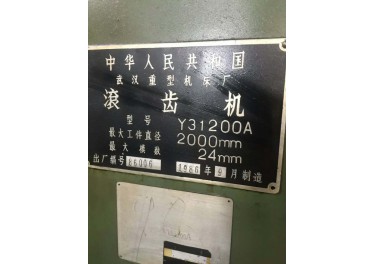 中华人民共和国
武汉重型机床厂
滚齿机
型号 Y31200A
最大工件直径 2000mm
最大模数 24mm
出厂编号 86006 1986年9月制造